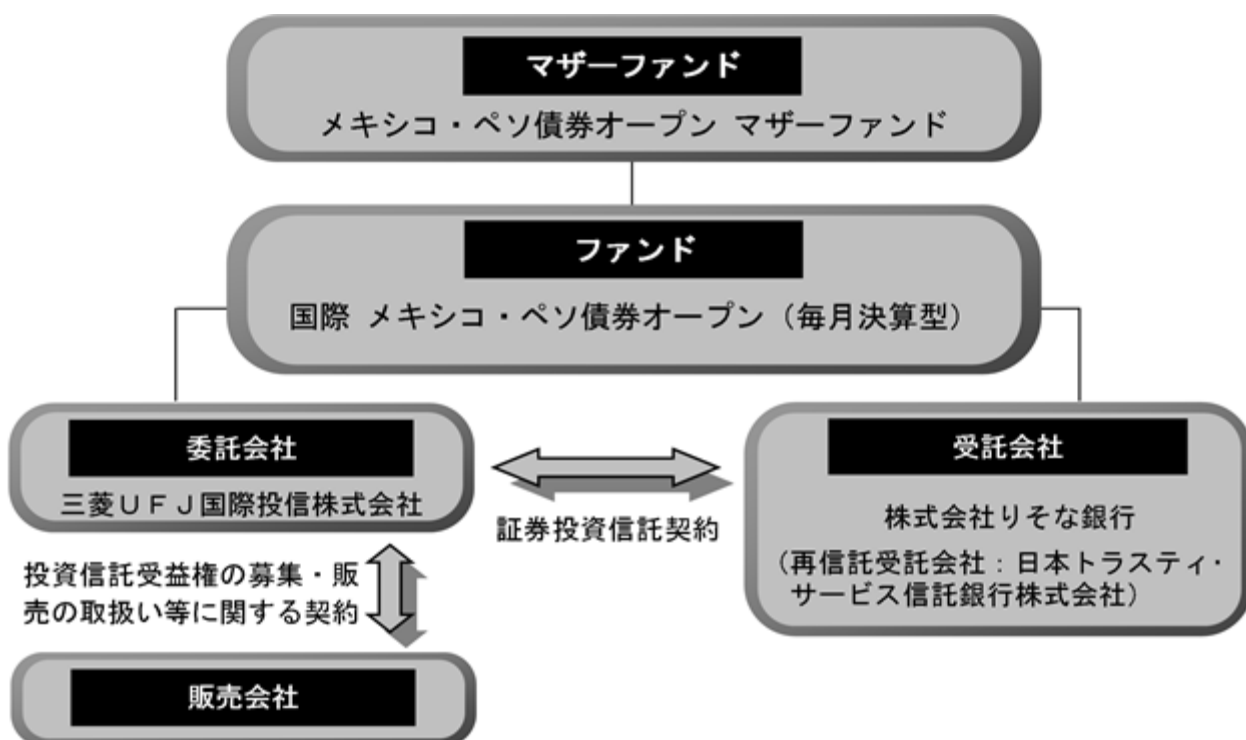 マザーファンド
メキシコ・ペソ債券オープン マザーファンド
ファンド
国際 メキシコ・ペソ債券オープン（毎月決算型）
委託会社
三菱ＵＦＪ国際投信株式会社
証券投資信託契約
受託会社
株式会社りそな銀行
（再信託受託会社：日本トラスティ・
サービス信託銀行株式会社）
投資信託受益権の募集・販
売の取扱い等に関する契約
販売会社